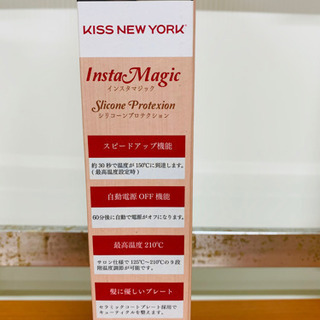 KISS NEW YORK
InstaMagic
インスタマジック
Slicone Protexion
シリコーンプロテクション
スピードアップ機能
約30秒で温度が150℃に到達します。
(最高温度設定時)
自動電源OFF機能
60分後に自動で電源がオフになります。
最高温度210℃
サロン仕様で125℃～210℃の9段
階温度調節が可能です。
髪に優しいプレート
セラミックコートプレート採用で
キューティクルを整えます。